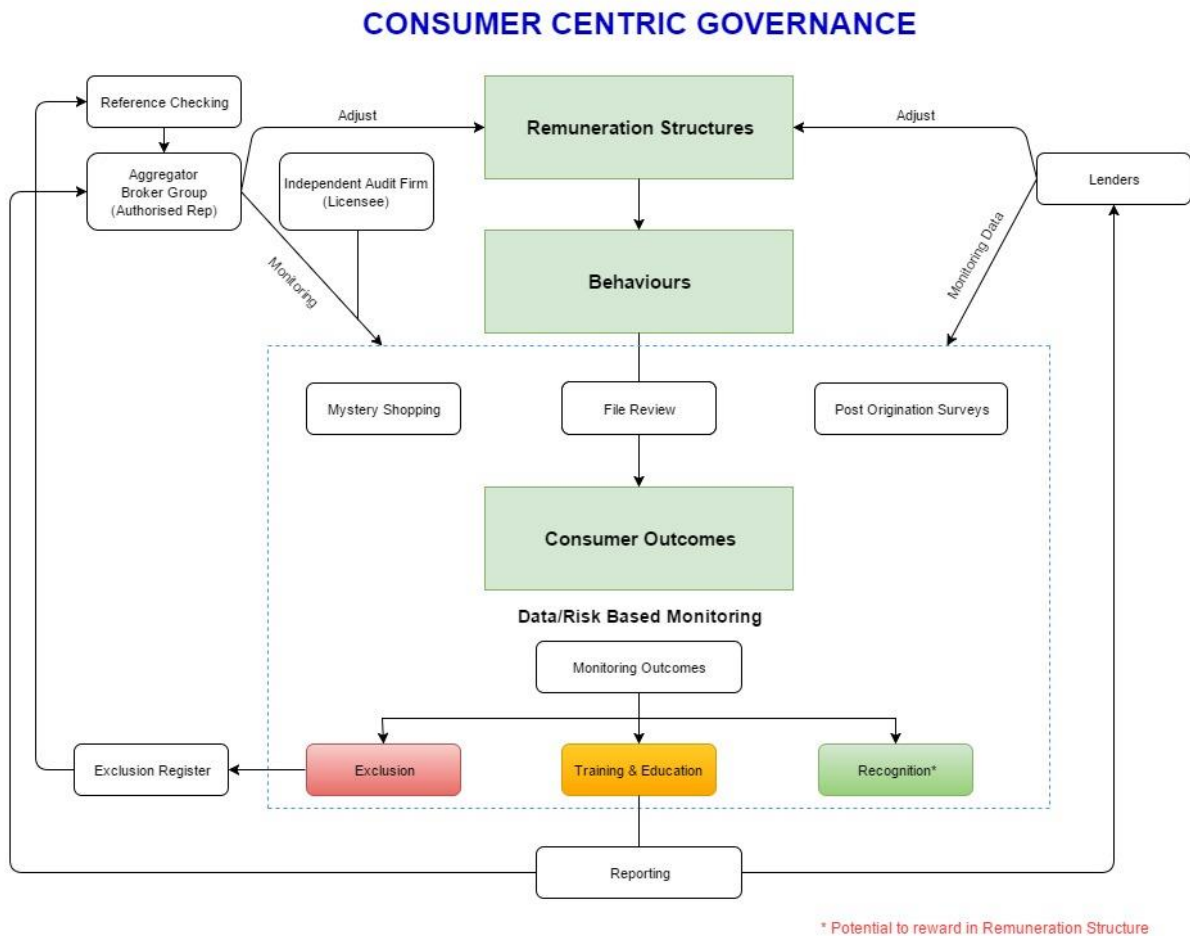 CONSUMER CENTRIC GOVERNANCE
Reference Checking
Adjust
Remuneration Structures
Adjust
Aggregator
Broker Group
(Authorised Rep)
Independent Audit Firm
(Licensee)
Lenders
Monitoring
Behaviours
Monitoring Data
Mystery Shopping
File Review
Post Origination Surveys
Consumer Outcomes
Data/Risk Based Monitoring
Monitoring Outcomes
Exclusion Register
Exclusion
Training & Education
Recognition*
Reporting
* Potential to reward in Remuneration Structure